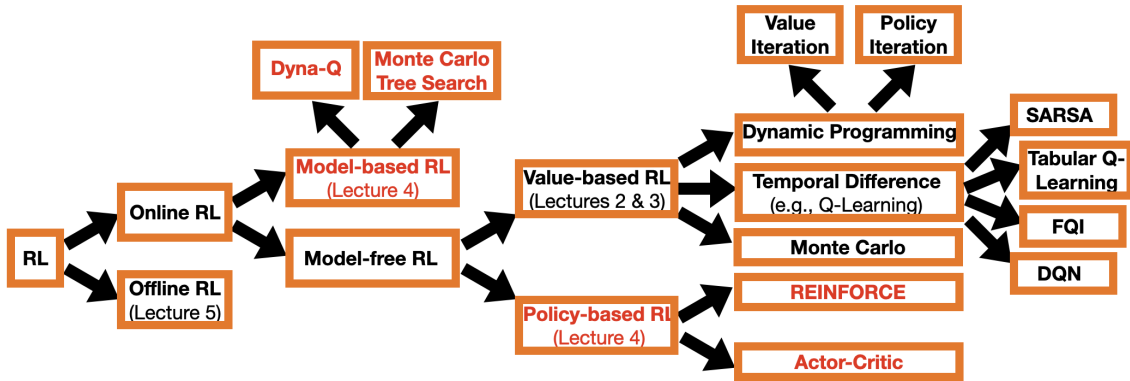 RL
Online RL
Offline RL
(Lecture 5)
Dyna-Q
Monte Carlo
Tree Search
Model-based RL
(Lecture 4)
Model-free RL
Value-based RL
(Lectures 2 & 3)
Policy-based RL
(Lecture 4)
Value
Iteration
Policy
Iteration
Dynamic Programming
Temporal Difference
(e.g., Q-Learning)
Monte Carlo
REINFORCE
Actor-Critic
SARSA
Tabular Q-
Learning
FQI
DQN